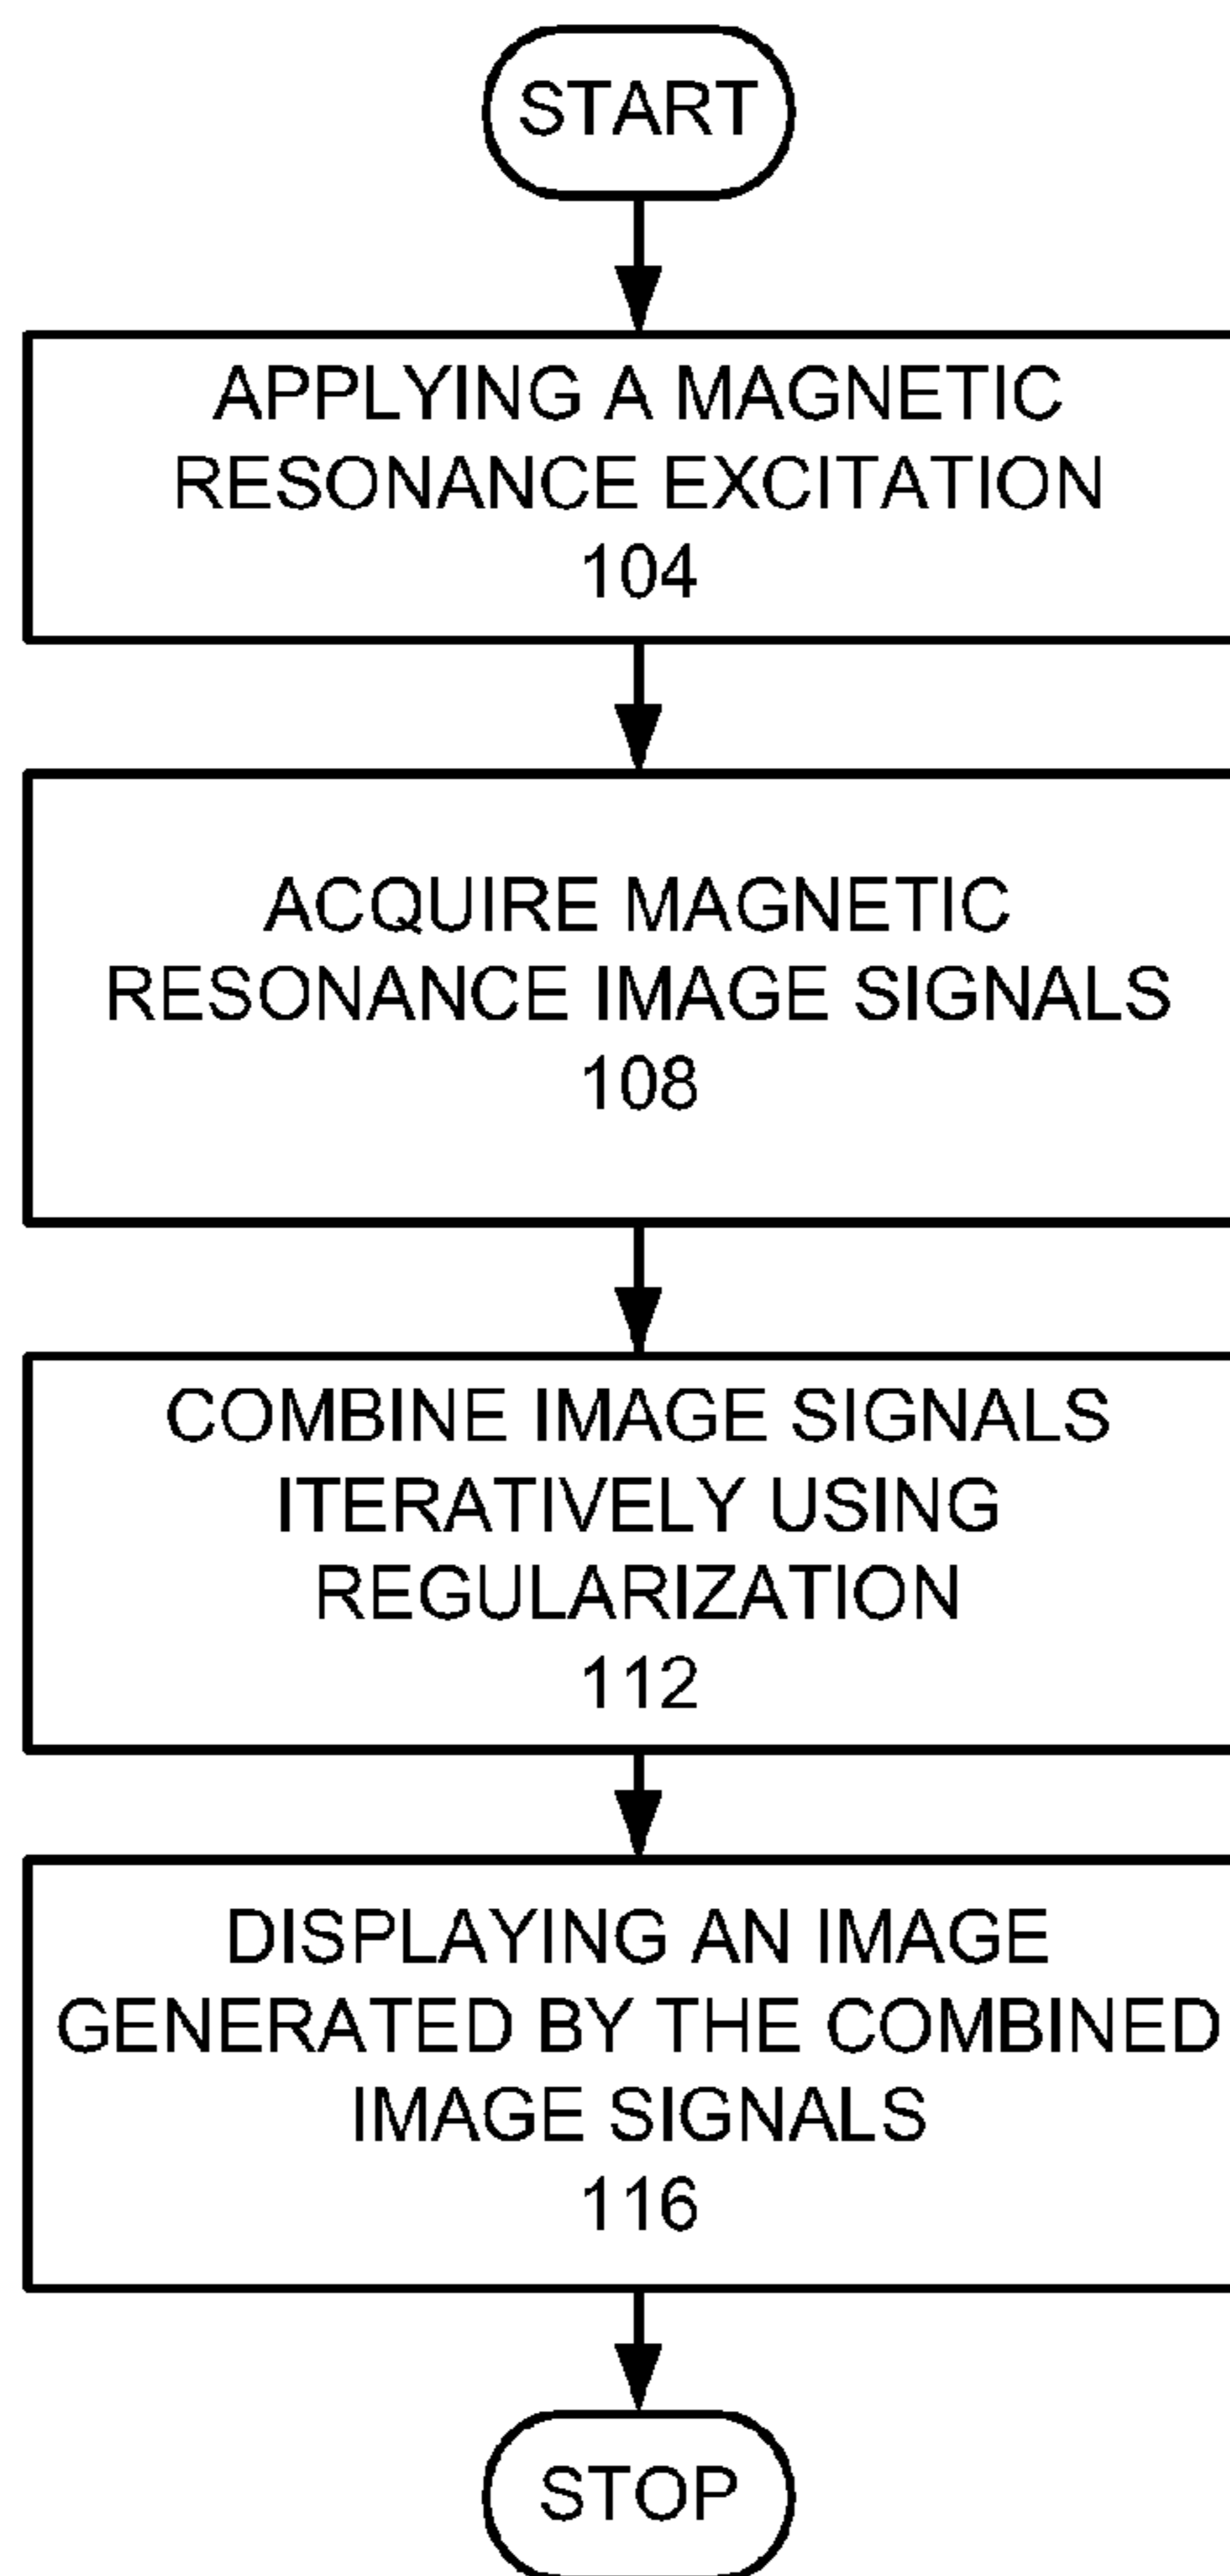 START
APPLYING A MAGNETIC
RESONANCE EXCITATION
104
ACQUIRE MAGNETIC
RESONANCE IMAGE SIGNALS
108
COMBINE IMAGE SIGNALS
ITERATIVELY USING
REGULARIZATION
112
DISPLAYING AN IMAGE
GENERATED BY THE COMBINED
IMAGE SIGNALS
116
STOP